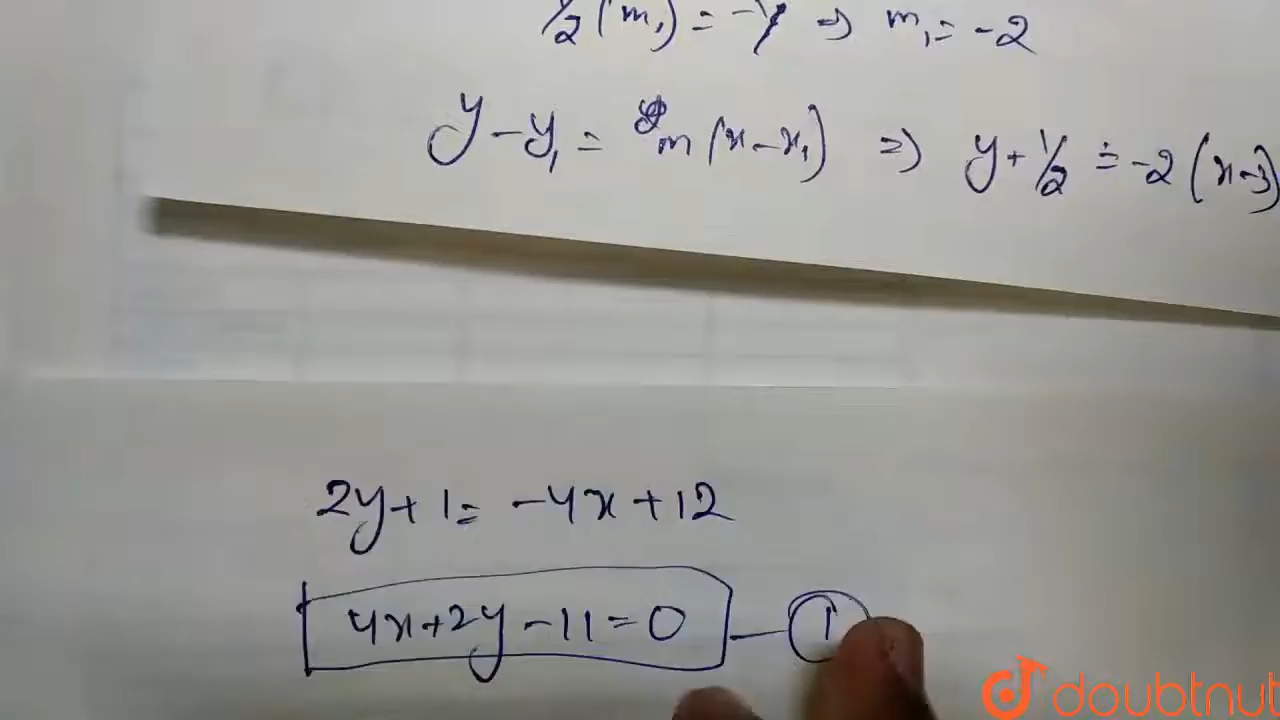 1/2 (m₁) = -1 ⇒ m₁ = -2
y - y₁ = m (x - x₁) ⇒ y + 1/2 = -2 (x - 3)
2y + 1 = -4x + 12
4x + 2y - 11 = 0 — 1
doubtnut